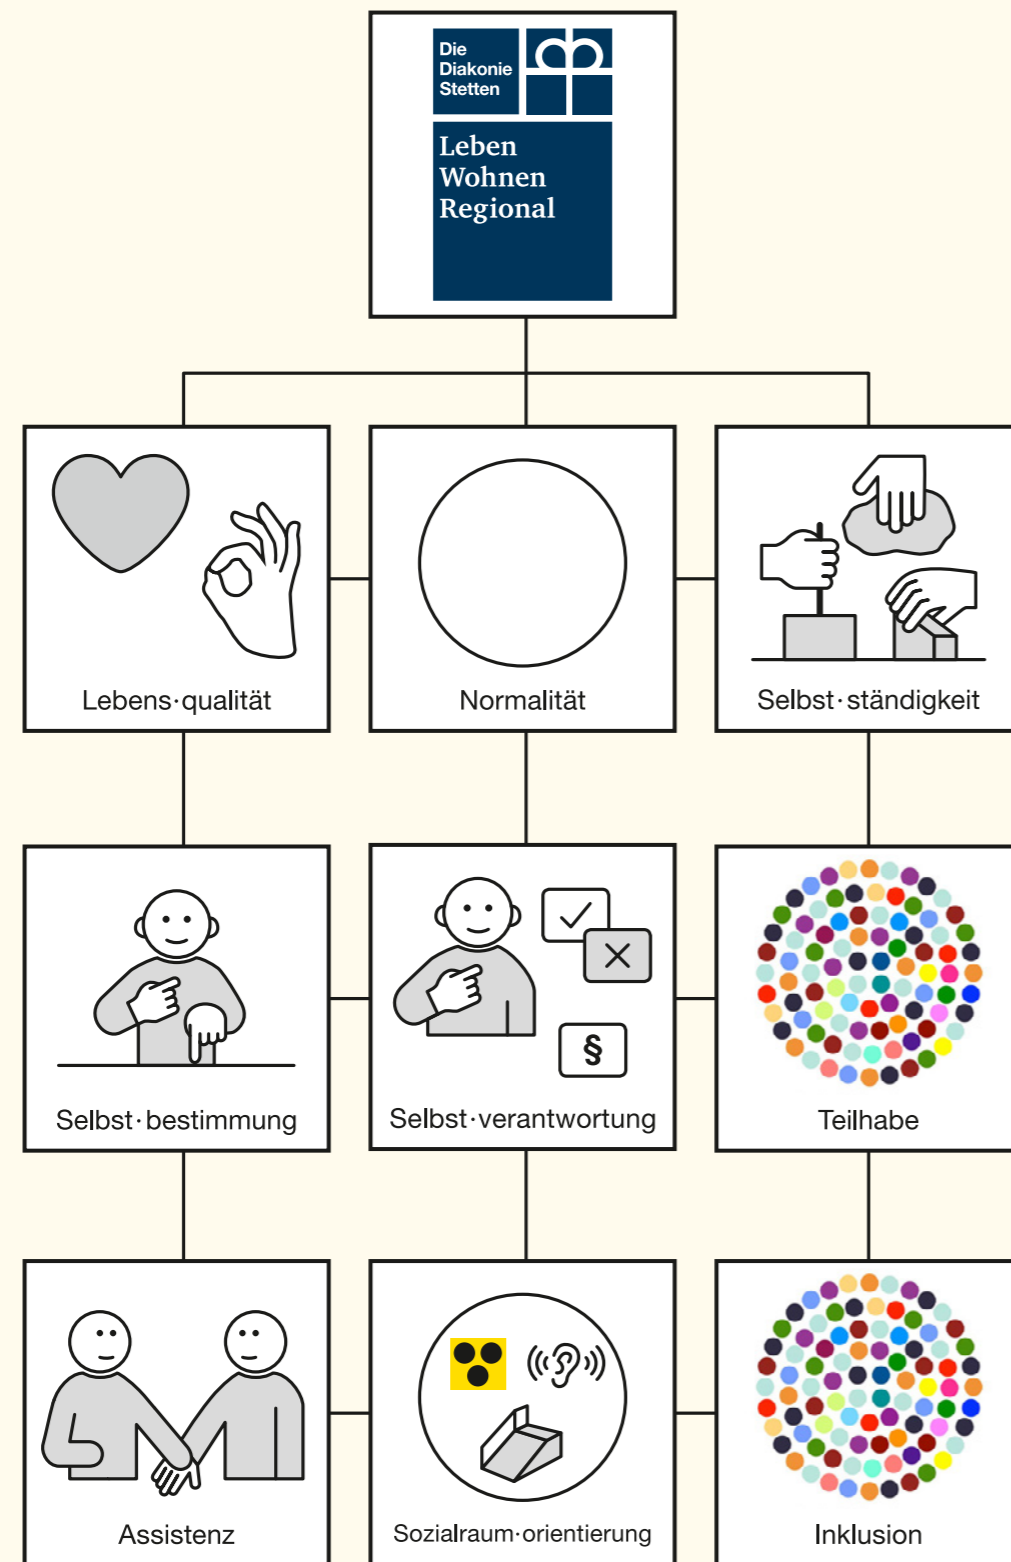 Die
Diakonie
Stetten
Leben
Wohnen
Regional
Lebens·qualität
Normalität
Selbst·ständigkeit
§
Selbst·bestimmung
Selbst·verantwortung
Teilhabe
Assistenz
Sozialraum·orientierung
Inklusion